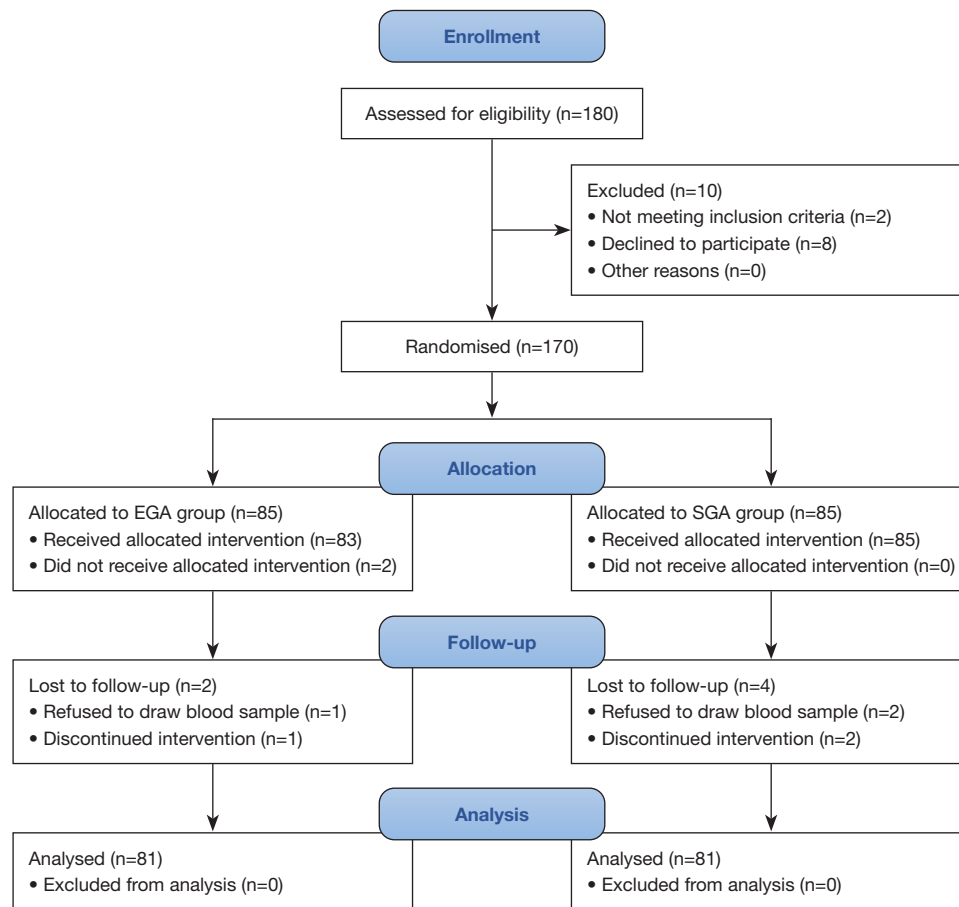 Enrollment
Assessed for eligibility (n=180)
Excluded (n=10)
• Not meeting inclusion criteria (n=2)
• Declined to participate (n=8)
• Other reasons (n=0)
Randomised (n=170)
Allocation
Allocated to EGA group (n=85)
• Received allocated intervention (n=83)
• Did not receive allocated intervention (n=2)
Allocated to SGA group (n=85)
• Received allocated intervention (n=85)
• Did not receive allocated intervention (n=0)
Follow-up
Lost to follow-up (n=2)
• Refused to draw blood sample (n=1)
• Discontinued intervention (n=1)
Lost to follow-up (n=4)
• Refused to draw blood sample (n=2)
• Discontinued intervention (n=2)
Analysis
Analysed (n=81)
• Excluded from analysis (n=0)
Analysed (n=81)
• Excluded from analysis (n=0)